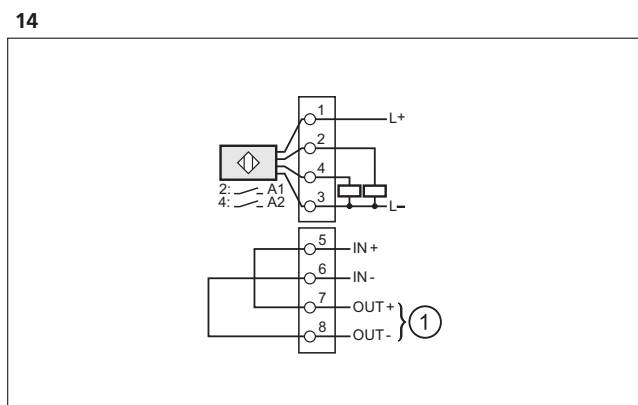 14
1
L+
2
4
3
L-
2: A1
4: A2
5 IN+
6 IN-
7 OUT+
8 OUT-
1